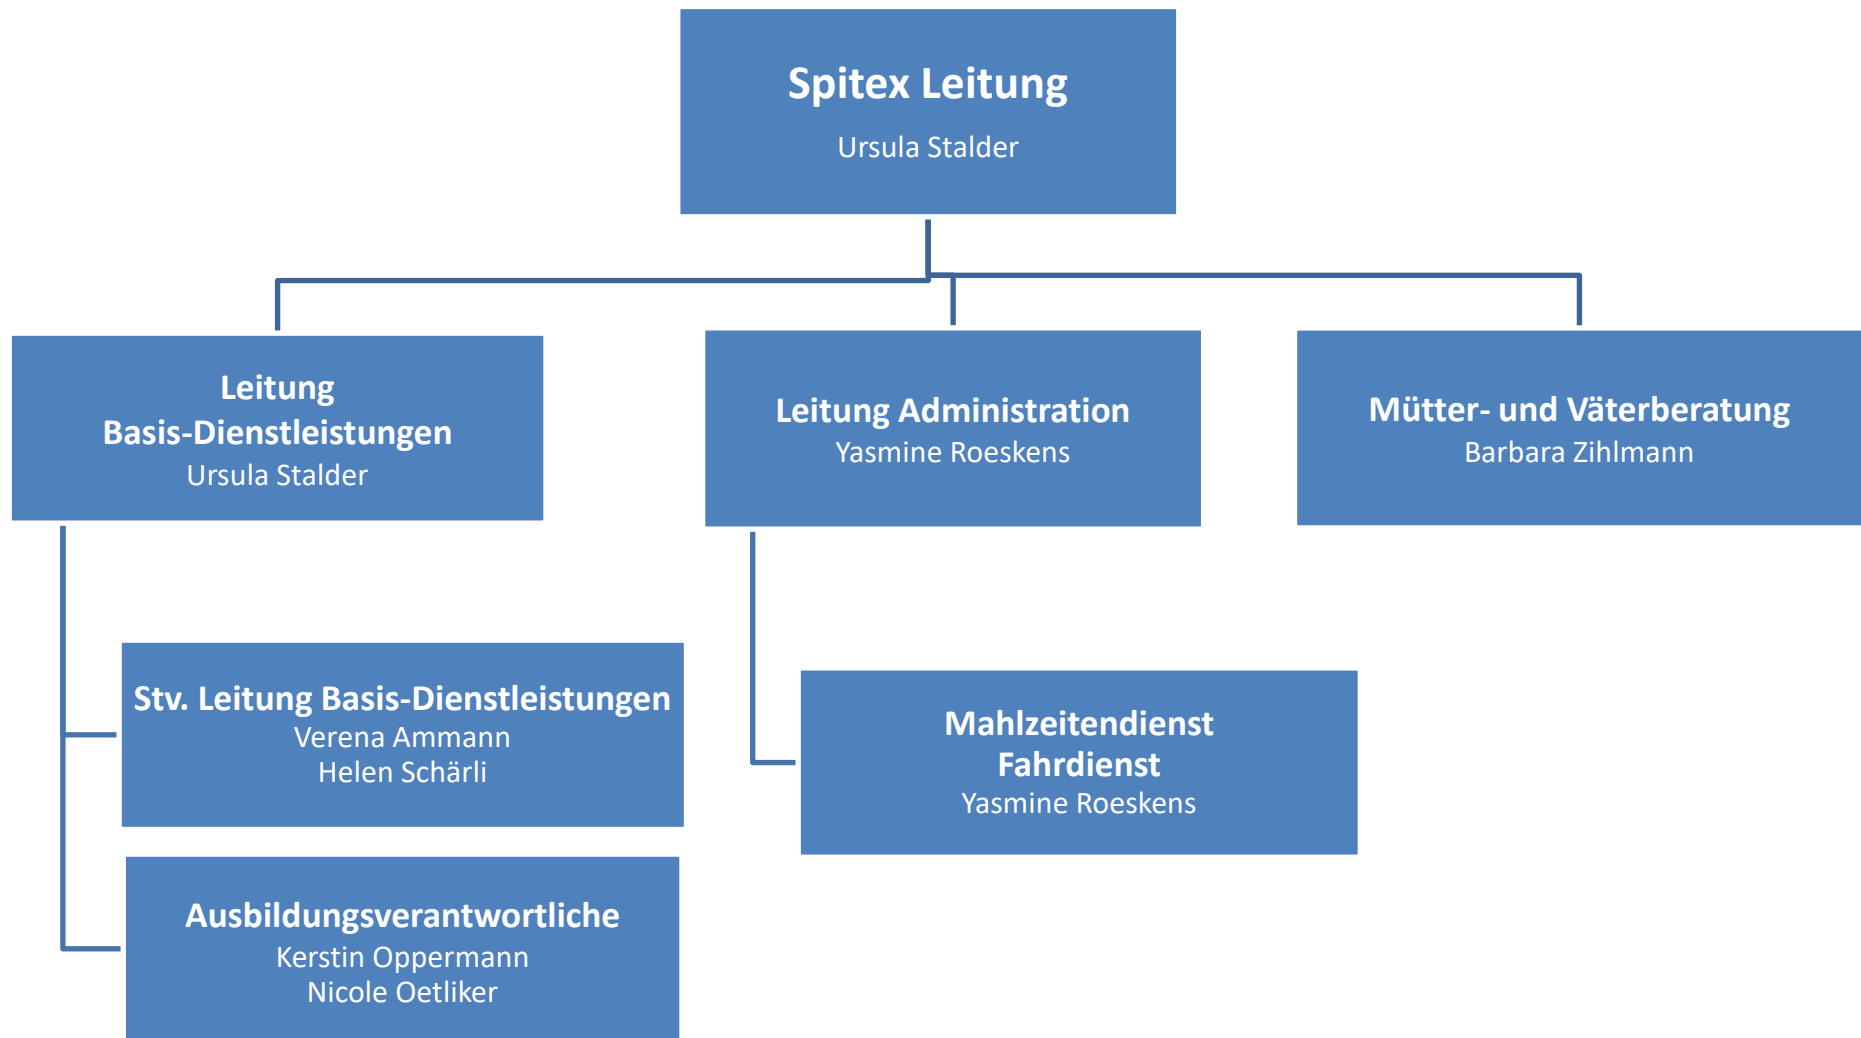 Spitex Leitung
Ursula Stalder
Leitung
Basis-Dienstleistungen
Ursula Stalder
Leitung Administration
Yasmine Roeskens
Mütter- und Väterberatung
Barbara Zihlmann
Stv. Leitung Basis-Dienstleistungen
Verena Ammann
Helen Schärli
Mahlzeitendienst
Fahrdienst
Yasmine Roeskens
Ausbildungsverantwortliche
Kerstin Oppermann
Nicole Oetliker